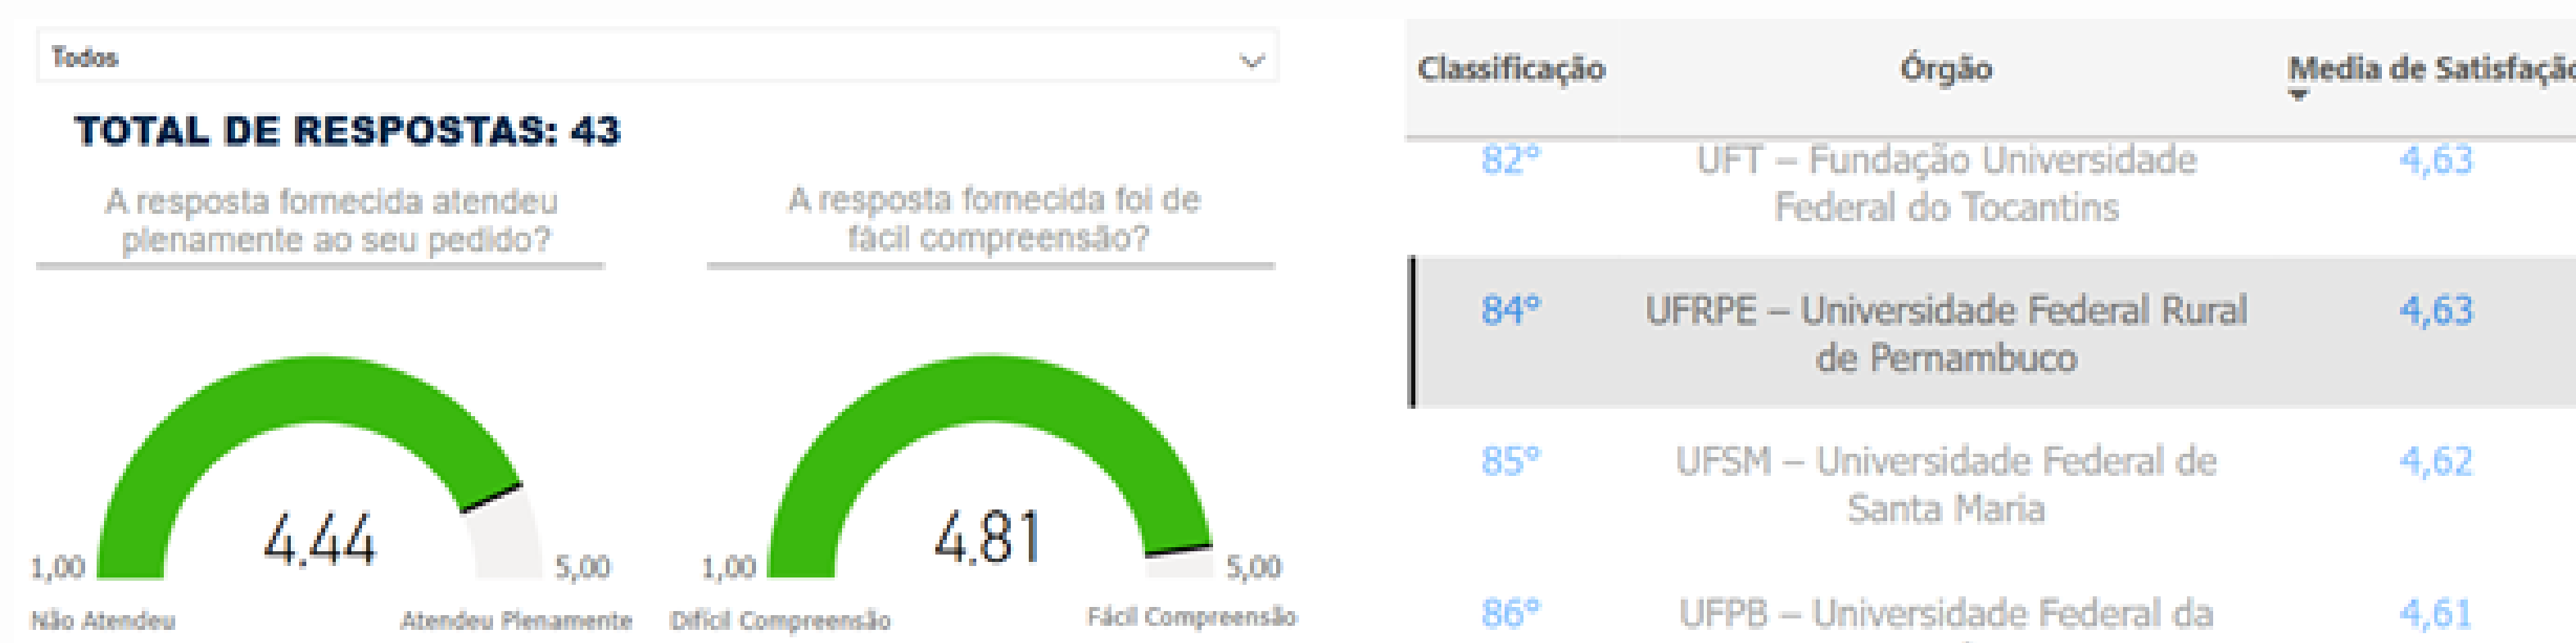 Todos
TOTAL DE RESPOSTAS: 43
A resposta fornecida atendeu
plenamente ao seu pedido?
4.44
1,00
5,00
Não Atendeu
Atendeu Plenamente
A resposta fornecida foi de
fácil compreensão?
4.81
1,00
5,00
Difícil Compreensão
Fácil Compreensão
Classificação Órgão Media de Satisfação
82° UFT – Fundação Universidade 4,63
Federal do Tocantins
84° UFRPE – Universidade Federal Rural 4,63
de Pernambuco
85° UFSM – Universidade Federal de 4,62
Santa Maria
86° UFPB – Universidade Federal da 4,61